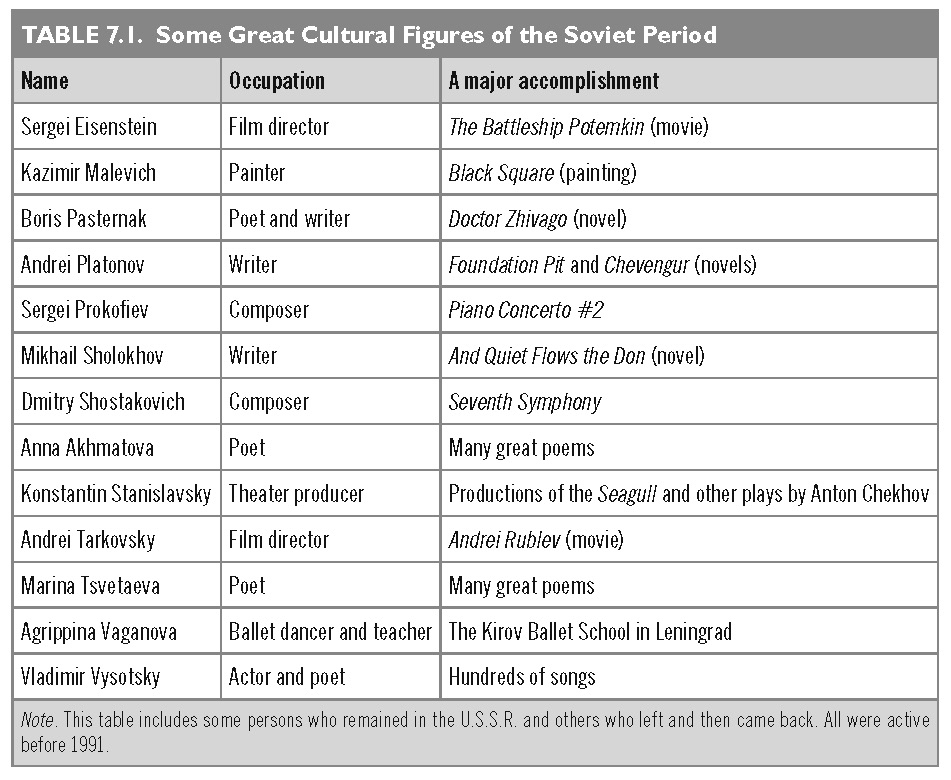 TABLE 7.1. Some Great Cultural Figures of the Soviet Period
Name Occupation A major accomplishment
Sergei Eisenstein Film director The Battleship Potemkin (movie)
Kazimir Malevich Painter Black Square (painting)
Boris Pasternak Poet and writer Doctor Zhivago (novel)
Andrei Platonov Writer Foundation Pit and Chevengur (novels)
Sergei Prokofiev Composer Piano Concerto #2
Mikhail Sholokhov Writer And Quiet Flows the Don (novel)
Dmitry Shostakovich Composer Seventh Symphony
Anna Akhmatova Poet Many great poems
Konstantin Stanislavsky Theater producer Productions of the Seagull and other plays by Anton Chekhov
Andrei Tarkovsky Film director Andrei Rublev (movie)
Marina Tsvetaeva Poet Many great poems
Agrippina Vaganova Ballet dancer and teacher The Kirov Ballet School in Leningrad
Vladimir Vysotsky Actor and poet Hundreds of songs
Note. This table includes some persons who remained in the U.S.S.R. and others who left and then came back. All were active
before 1991.